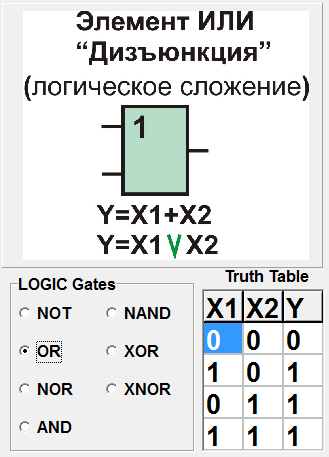 Элемент ИЛИ
“Дизъюнкция”
(логическое сложение)
1
Y=X1+X2
Y=X1 V X2
LOGIC Gates
NOT NAND
OR XOR
NOR XNOR
AND
Truth Table
X1 X2 Y
0 0 0
1 0 1
0 1 1
1 1 1